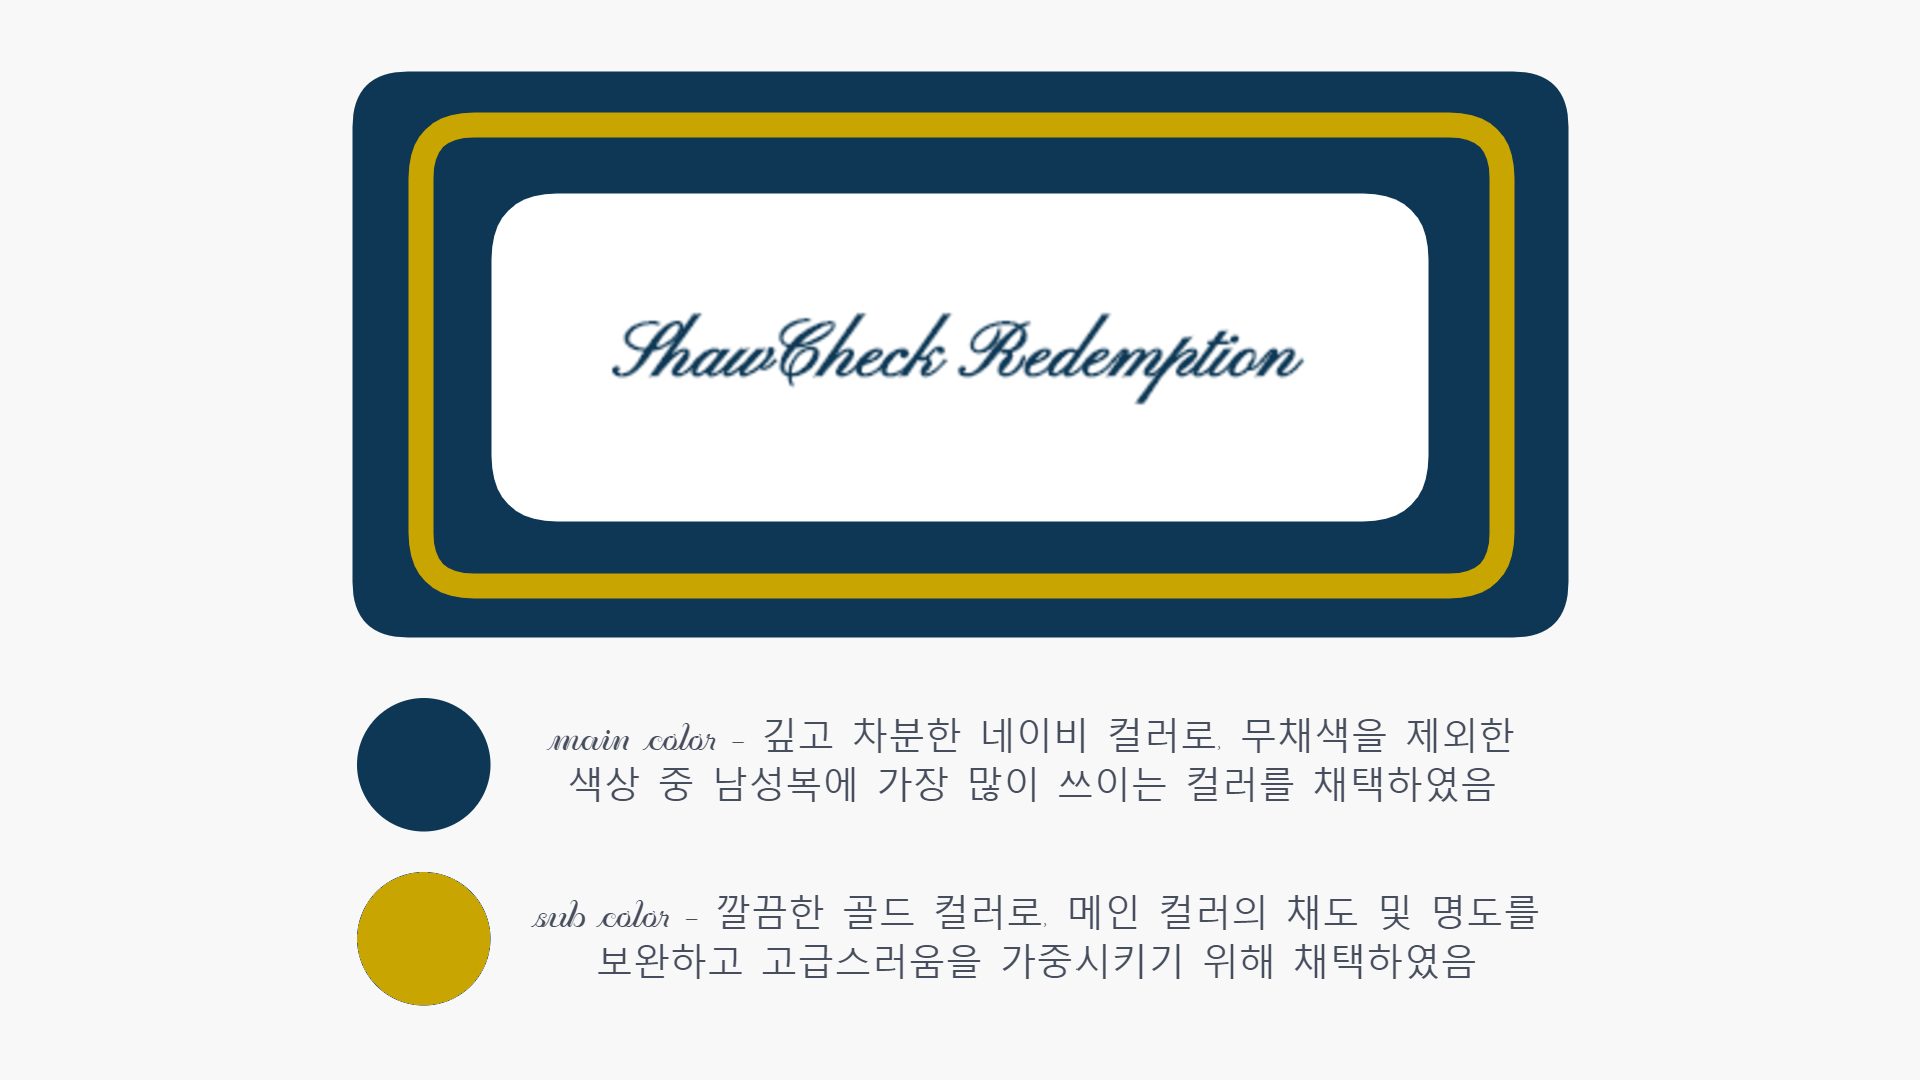 ShawCheck Redemption
main color - 깊고 차분한 네이비 컬러로, 무채색을 제외한
색상 중 남성복에 가장 많이 쓰이는 컬러를 채택하였음
sub color - 깔끔한 골드 컬러로, 메인 컬러의 채도 및 명도를
보완하고 고급스러움을 가중시키기 위해 채택하였음